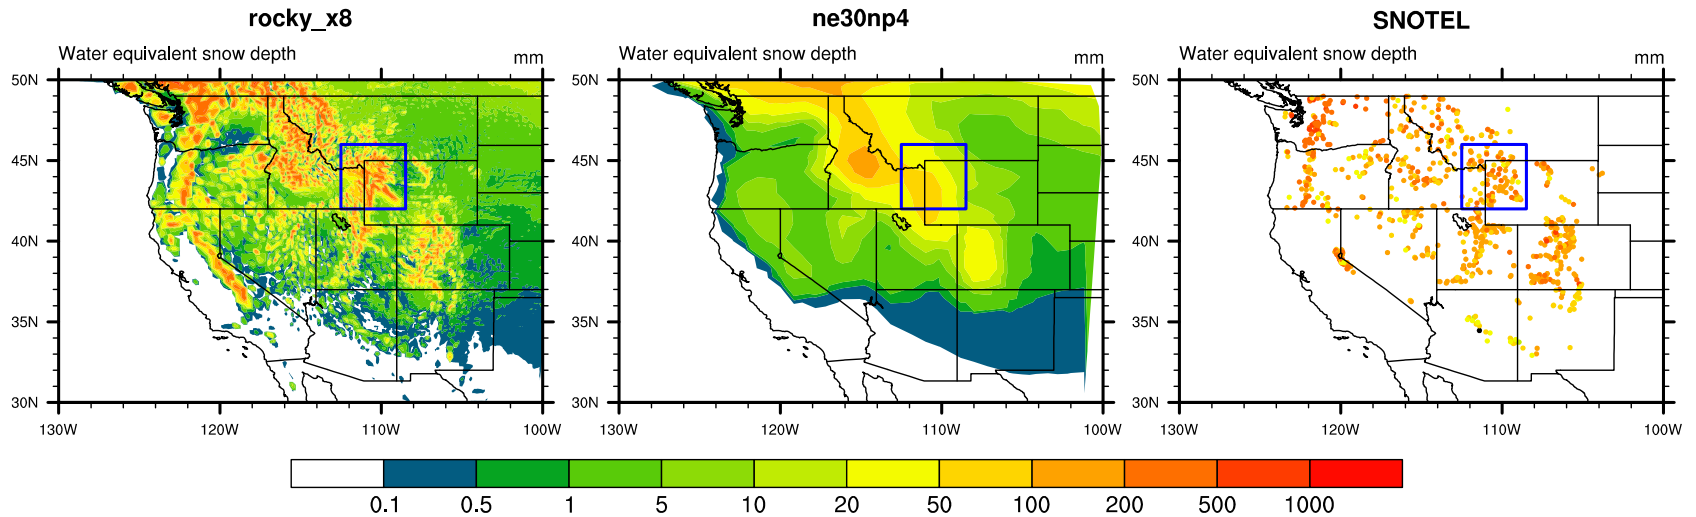 rocky_x8 ne30np4 SNOTEL
Water equivalent snow depth mm Water equivalent snow depth mm Water equivalent snow depth mm
50N 50N 50N
45N 45N 45N
40N 40N 40N
35N 35N 35N
30N 30N 30N
130W 120W 110W 100W 130W 120W 110W 100W 130W 120W 110W 100W
0.1 0.5 1 5 10 20 50 100 200 500 1000